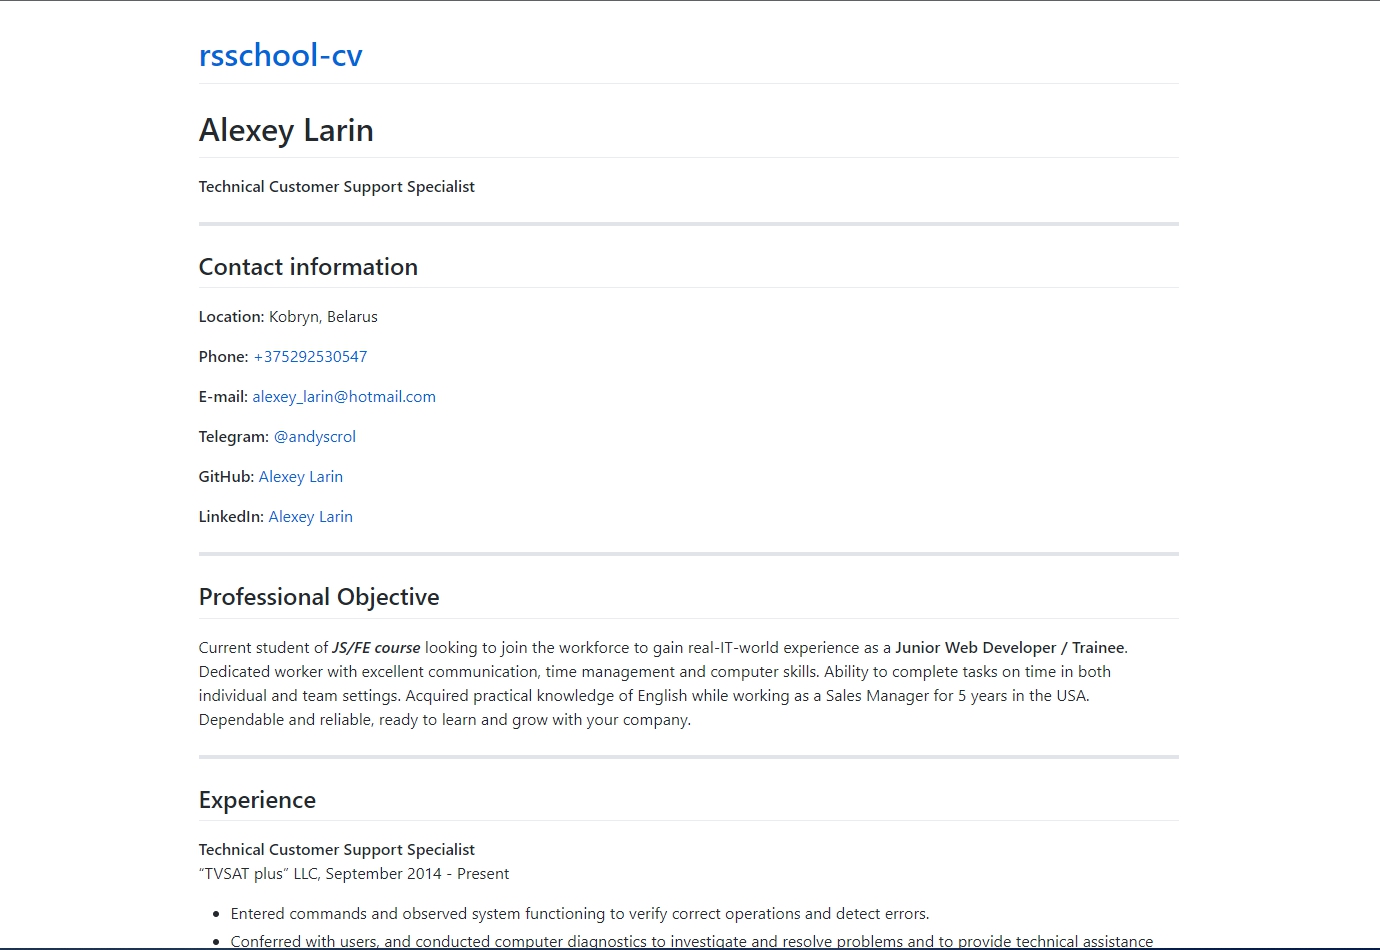 rsschool-cv
Alexey Larin
Technical Customer Support Specialist
Contact information
Location: Kobryn, Belarus
Phone: +375292530547
E-mail: alexey_larin@hotmail.com
Telegram: @andyscrol
GitHub: Alexey Larin
LinkedIn: Alexey Larin
Professional Objective
Current student of JS/FE course looking to join the workforce to gain real-IT-world experience as a Junior Web Developer / Trainee.
Dedicated worker with excellent communication, time management and computer skills. Ability to complete tasks on time in both
individual and team settings. Acquired practical knowledge of English while working as a Sales Manager for 5 years in the USA.
Dependable and reliable, ready to learn and grow with your company.
Experience
Technical Customer Support Specialist
“TVSAT plus” LLC, September 2014 - Present
• Entered commands and observed system functioning to verify correct operations and detect errors.
• Conferred with users, and conducted computer diagnostics to investigate and resolve problems and to provide technical assistance